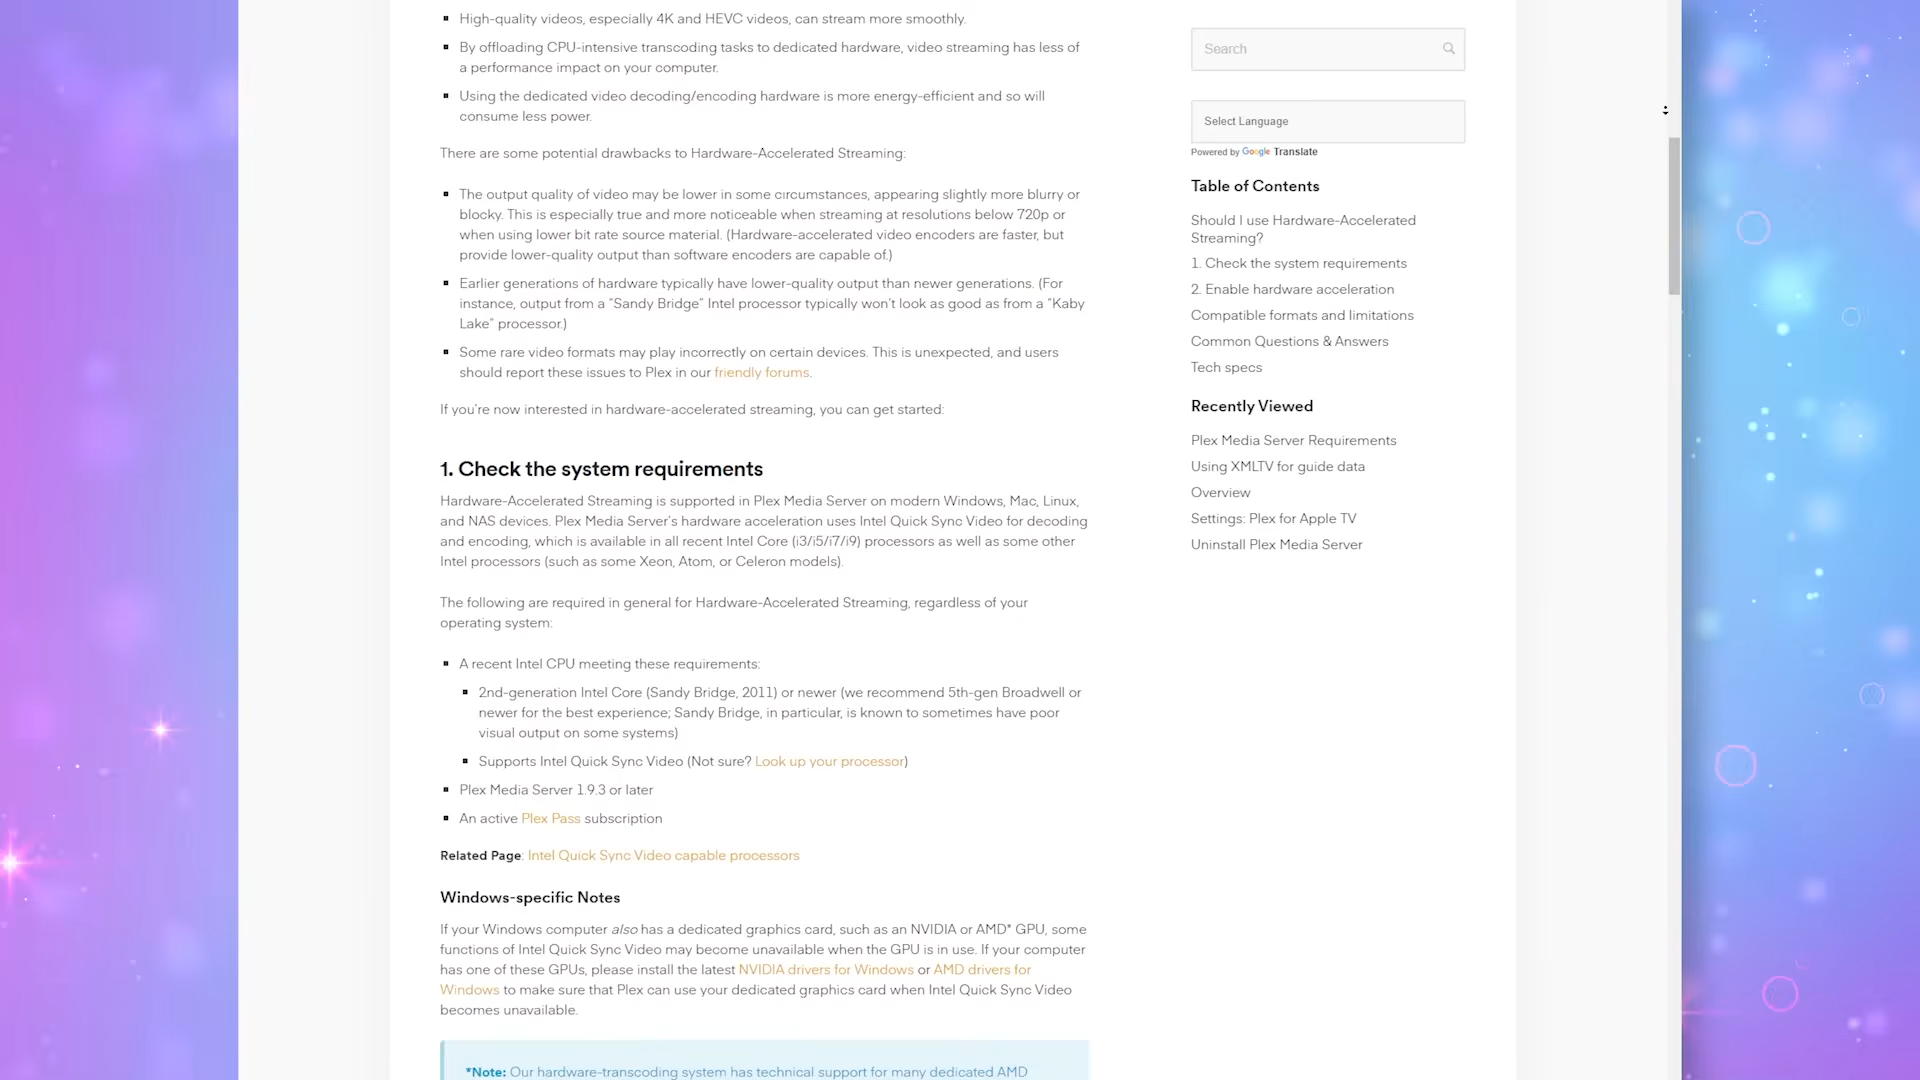 High-quality videos, especially 4K and HEVC videos, can stream more smoothly.
By offloading CPU-intensive transcoding tasks to dedicated hardware, video streaming has less of
a performance impact on your computer.
Using the dedicated video decoding/encoding hardware is more energy-efficient and so will
consume less power.
There are some potential drawbacks to Hardware-Accelerated Streaming:
The output quality of video may be lower in some circumstances, appearing slightly more blurry or
blocky. This is especially true and more noticeable when streaming at resolutions below 720p or
when using lower bit rate source material. (Hardware-accelerated video encoders are faster, but
provide lower-quality output than software encoders are capable of.)
Earlier generations of hardware typically have lower-quality output than newer generations. (For
instance, output from a “Sandy Bridge” Intel processor typically won’t look as good as from a “Kaby
Lake” processor.)
Some rare video formats may play incorrectly on certain devices. This is unexpected, and users
should report these issues to Plex in our friendly forums.
If you’re now interested in hardware-accelerated streaming, you can get started:
1. Check the system requirements
Hardware-Accelerated Streaming is supported in Plex Media Server on modern Windows, Mac, Linux,
and NAS devices. Plex Media Server’s hardware acceleration uses Intel Quick Sync Video for decoding
and encoding, which is available in all recent Intel Core (i3/i5/i7/i9) processors as well as some other
Intel processors (such as some Xeon, Atom, or Celeron models).
The following are required in general for Hardware-Accelerated Streaming, regardless of your
operating system:
A recent Intel CPU meeting these requirements:
2nd-generation Intel Core (Sandy Bridge, 2011) or newer (we recommend 5th-gen Broadwell or
newer for the best experience; Sandy Bridge, in particular, is known to sometimes have poor
visual output on some systems)
Supports Intel Quick Sync Video (Not sure? Look up your processor)
Plex Media Server 1.9.3 or later
An active Plex Pass subscription
Related Page: Intel Quick Sync Video capable processors
Windows-specific Notes
If your Windows computer also has a dedicated graphics card, such as an NVIDIA or AMD* GPU, some
functions of Intel Quick Sync Video may become unavailable when the GPU is in use. If your computer
has one of these GPUs, please install the latest NVIDIA drivers for Windows or AMD drivers for
Windows to make sure that Plex can use your dedicated graphics card when Intel Quick Sync Video
becomes unavailable.
*Note: Our hardware-transcoding system has technical support for many dedicated AMD
Search
Select Language
Powered by Google Translate
Table of Contents
Should I use Hardware-Accelerated
Streaming?
1. Check the system requirements
2. Enable hardware acceleration
Compatible formats and limitations
Common Questions & Answers
Tech specs
Recently Viewed
Plex Media Server Requirements
Using XMLTV for guide data
Overview
Settings: Plex for Apple TV
Uninstall Plex Media Server